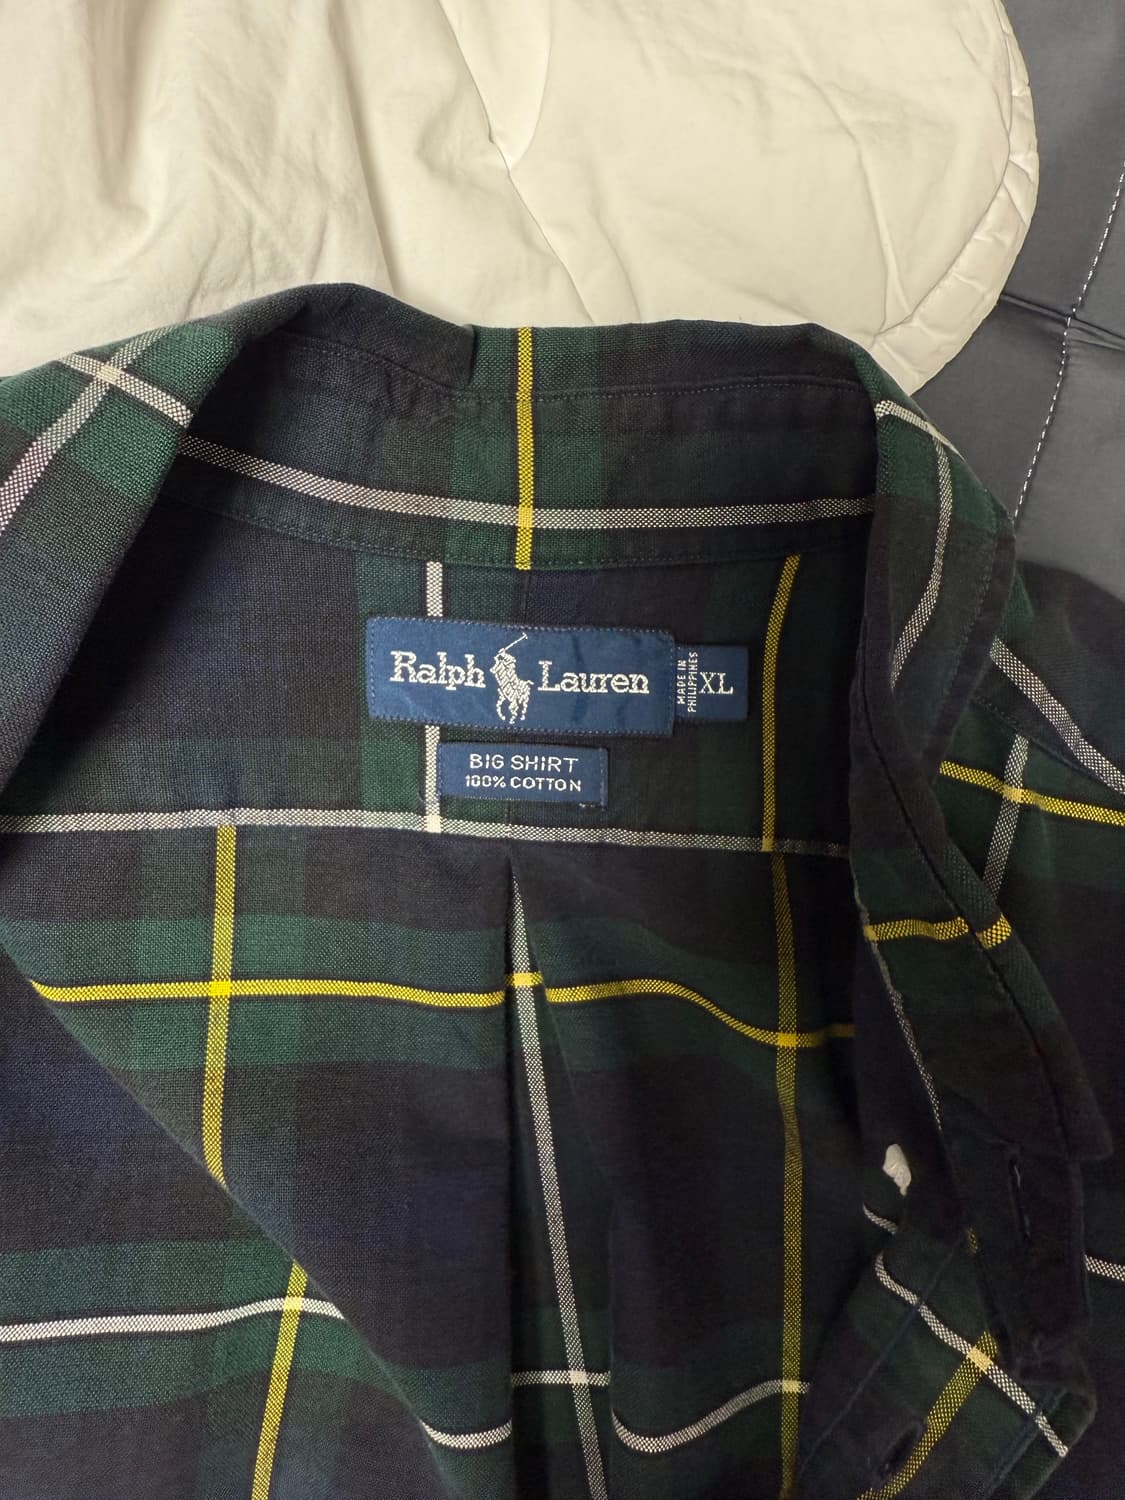 Ralph Lauren
MADE IN
PHILIPPINES
XL
BIG SHIRT
100% COTTON